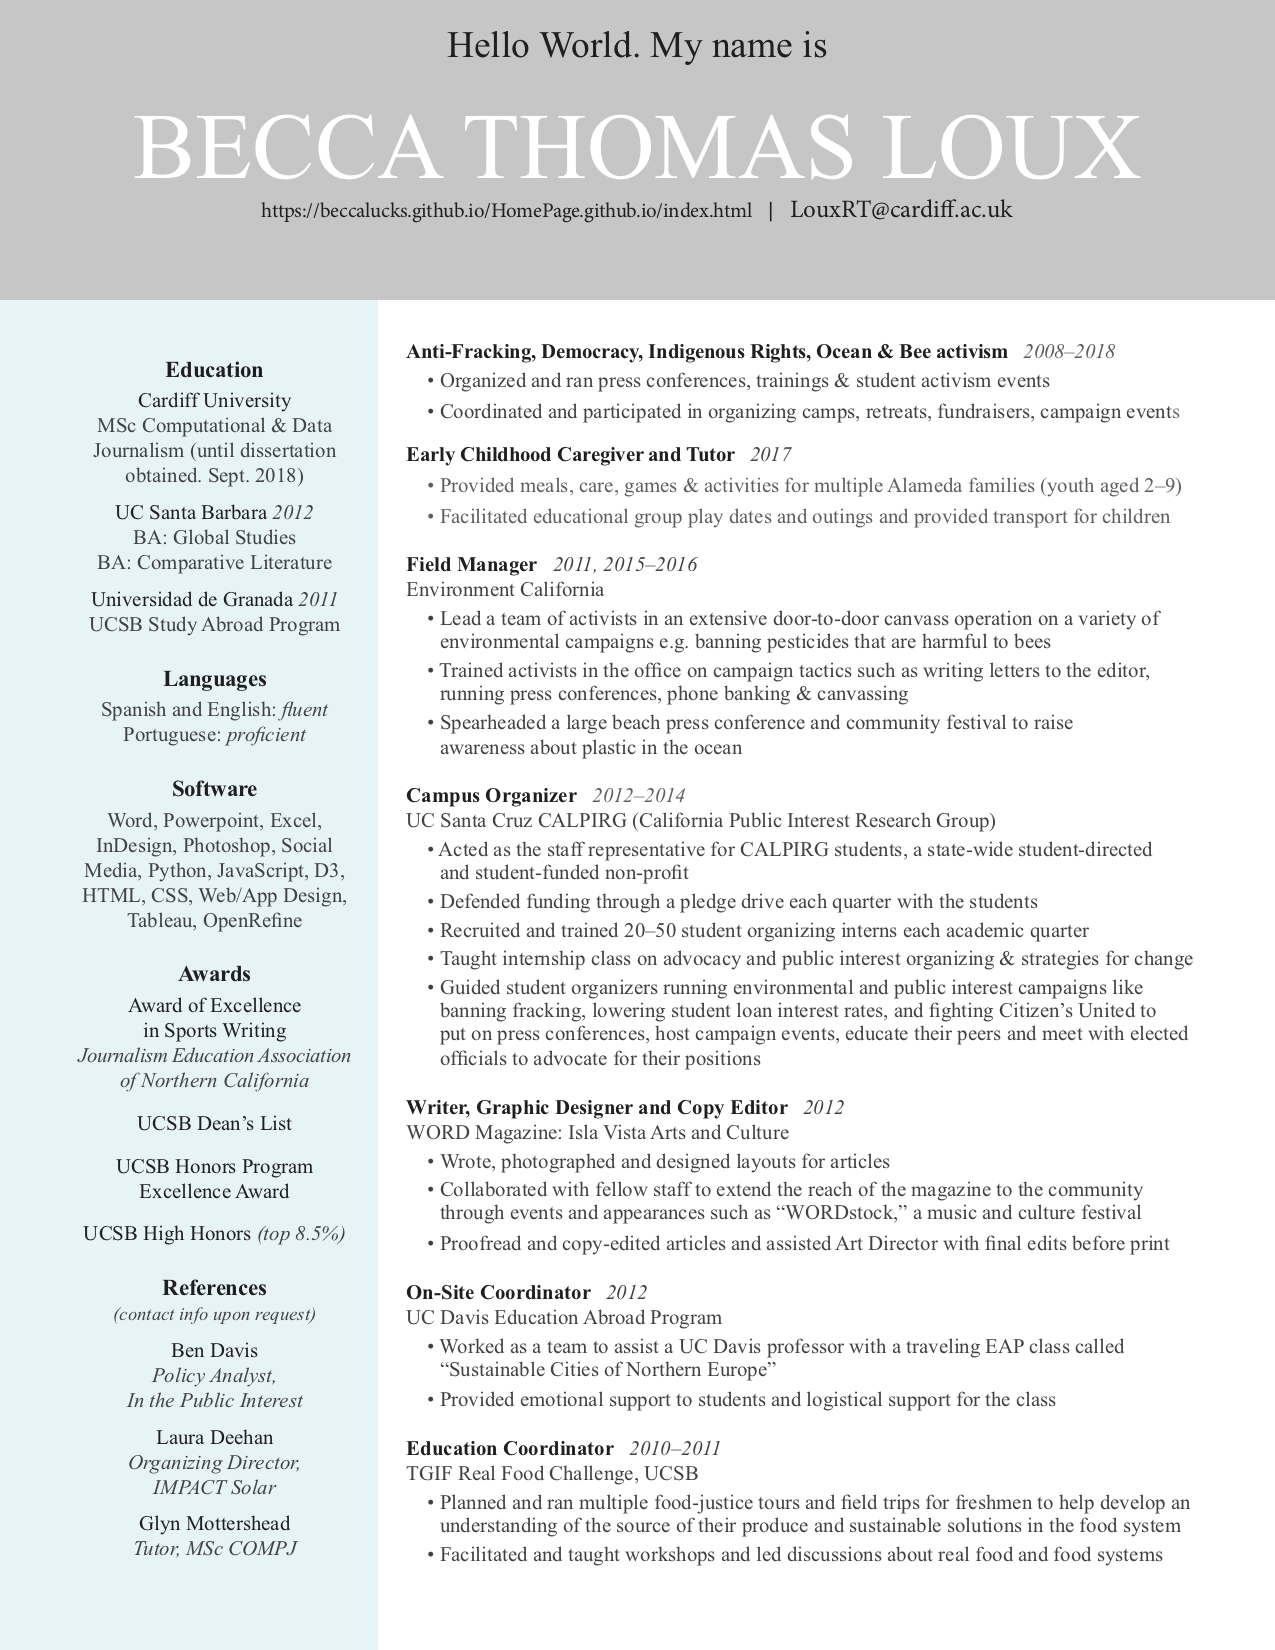 Hello World. My name is
BECCA THOMAS LOUX
https://beccalucks.github.io/HomePage.github.io/index.html | LouxRT@cardiff.ac.uk
Education
Cardiff University
MSc Computational & Data
Journalism (until dissertation
obtained. Sept. 2018)
UC Santa Barbara 2012
BA: Global Studies
BA: Comparative Literature
Universidad de Granada 2011
UCSB Study Abroad Program
Languages
Spanish and English: fluent
Portuguese: proficient
Software
Word, Powerpoint, Excel,
InDesign, Photoshop, Social
Media, Python, JavaScript, D3,
HTML, CSS, Web/App Design,
Tableau, OpenRefine
Awards
Award of Excellence
in Sports Writing
Journalism Education Association
of Northern California
UCSB Dean’s List
UCSB Honors Program
Excellence Award
UCSB High Honors (top 8.5%)
References
(contact info upon request)
Ben Davis
Policy Analyst,
In the Public Interest
Laura Deehan
Organizing Director,
IMPACT Solar
Glyn Mottershead
Tutor, MSc COMPJ
Anti-Fracking, Democracy, Indigenous Rights, Ocean & Bee activism 2008–2018
• Organized and ran press conferences, trainings & student activism events
• Coordinated and participated in organizing camps, retreats, fundraisers, campaign events
Early Childhood Caregiver and Tutor 2017
• Provided meals, care, games & activities for multiple Alameda families (youth aged 2–9)
• Facilitated educational group play dates and outings and provided transport for children
Field Manager 2011, 2015–2016
Environment California
• Lead a team of activists in an extensive door-to-door canvass operation on a variety of
environmental campaigns e.g. banning pesticides that are harmful to bees
• Trained activists in the office on campaign tactics such as writing letters to the editor,
running press conferences, phone banking & canvassing
• Spearheaded a large beach press conference and community festival to raise
awareness about plastic in the ocean
Campus Organizer 2012–2014
UC Santa Cruz CALPIRG (California Public Interest Research Group)
• Acted as the staff representative for CALPIRG students, a state-wide student-directed
and student-funded non-profit
• Defended funding through a pledge drive each quarter with the students
• Recruited and trained 20–50 student organizing interns each academic quarter
• Taught internship class on advocacy and public interest organizing & strategies for change
• Guided student organizers running environmental and public interest campaigns like
banning fracking, lowering student loan interest rates, and fighting Citizen’s United to
put on press conferences, host campaign events, educate their peers and meet with elected
officials to advocate for their positions
Writer, Graphic Designer and Copy Editor 2012
WORD Magazine: Isla Vista Arts and Culture
• Wrote, photographed and designed layouts for articles
• Collaborated with fellow staff to extend the reach of the magazine to the community
through events and appearances such as “WORDstock,” a music and culture festival
• Proofread and copy-edited articles and assisted Art Director with final edits before print
On-Site Coordinator 2012
UC Davis Education Abroad Program
• Worked as a team to assist a UC Davis professor with a traveling EAP class called
“Sustainable Cities of Northern Europe”
• Provided emotional support to students and logistical support for the class
Education Coordinator 2010–2011
TGIF Real Food Challenge, UCSB
• Planned and ran multiple food-justice tours and field trips for freshmen to help develop an
understanding of the source of their produce and sustainable solutions in the food system
• Facilitated and taught workshops and led discussions about real food and food systems